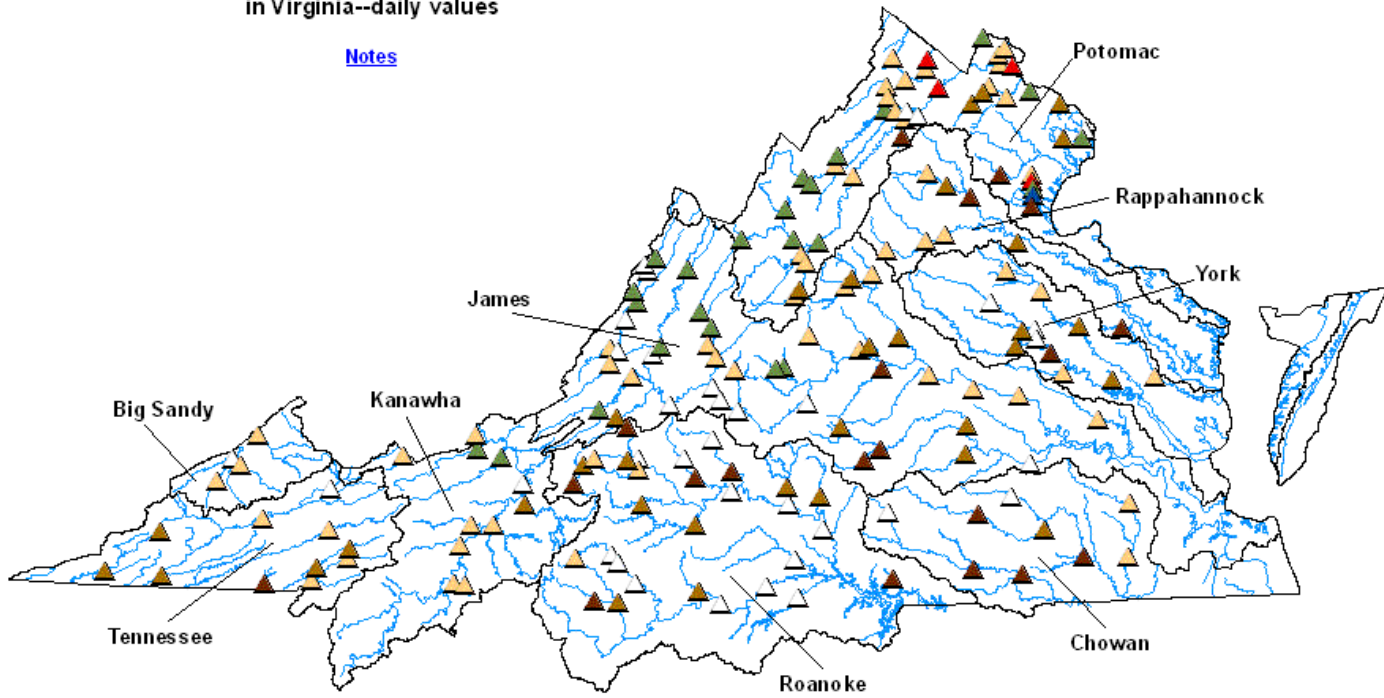 in Virginia--daily values
Notes
Potomac
Rappahannock
York
James
Kanawha
Big Sandy
Tennessee
Chowan
Roanoke